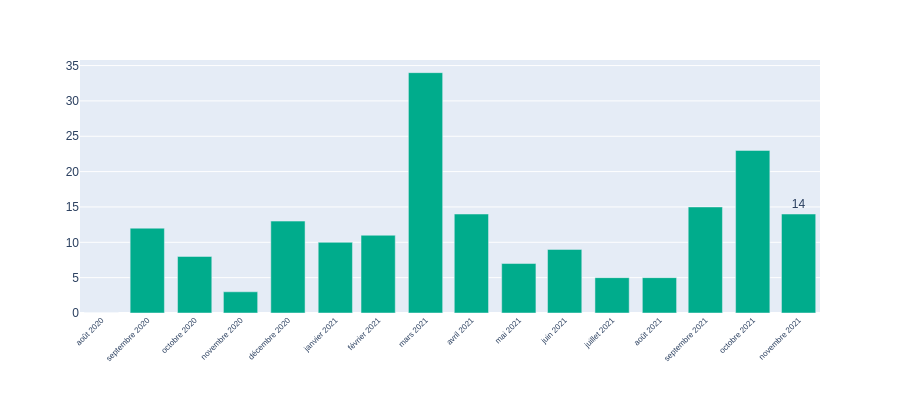 35
30
25
20
15
10
5
0
14
août 2020
septembre 2020
octobre 2020
novembre 2020
décembre 2020
janvier 2021
février 2021
mars 2021
avril 2021
mai 2021
juin 2021
juillet 2021
août 2021
septembre 2021
octobre 2021
novembre 2021